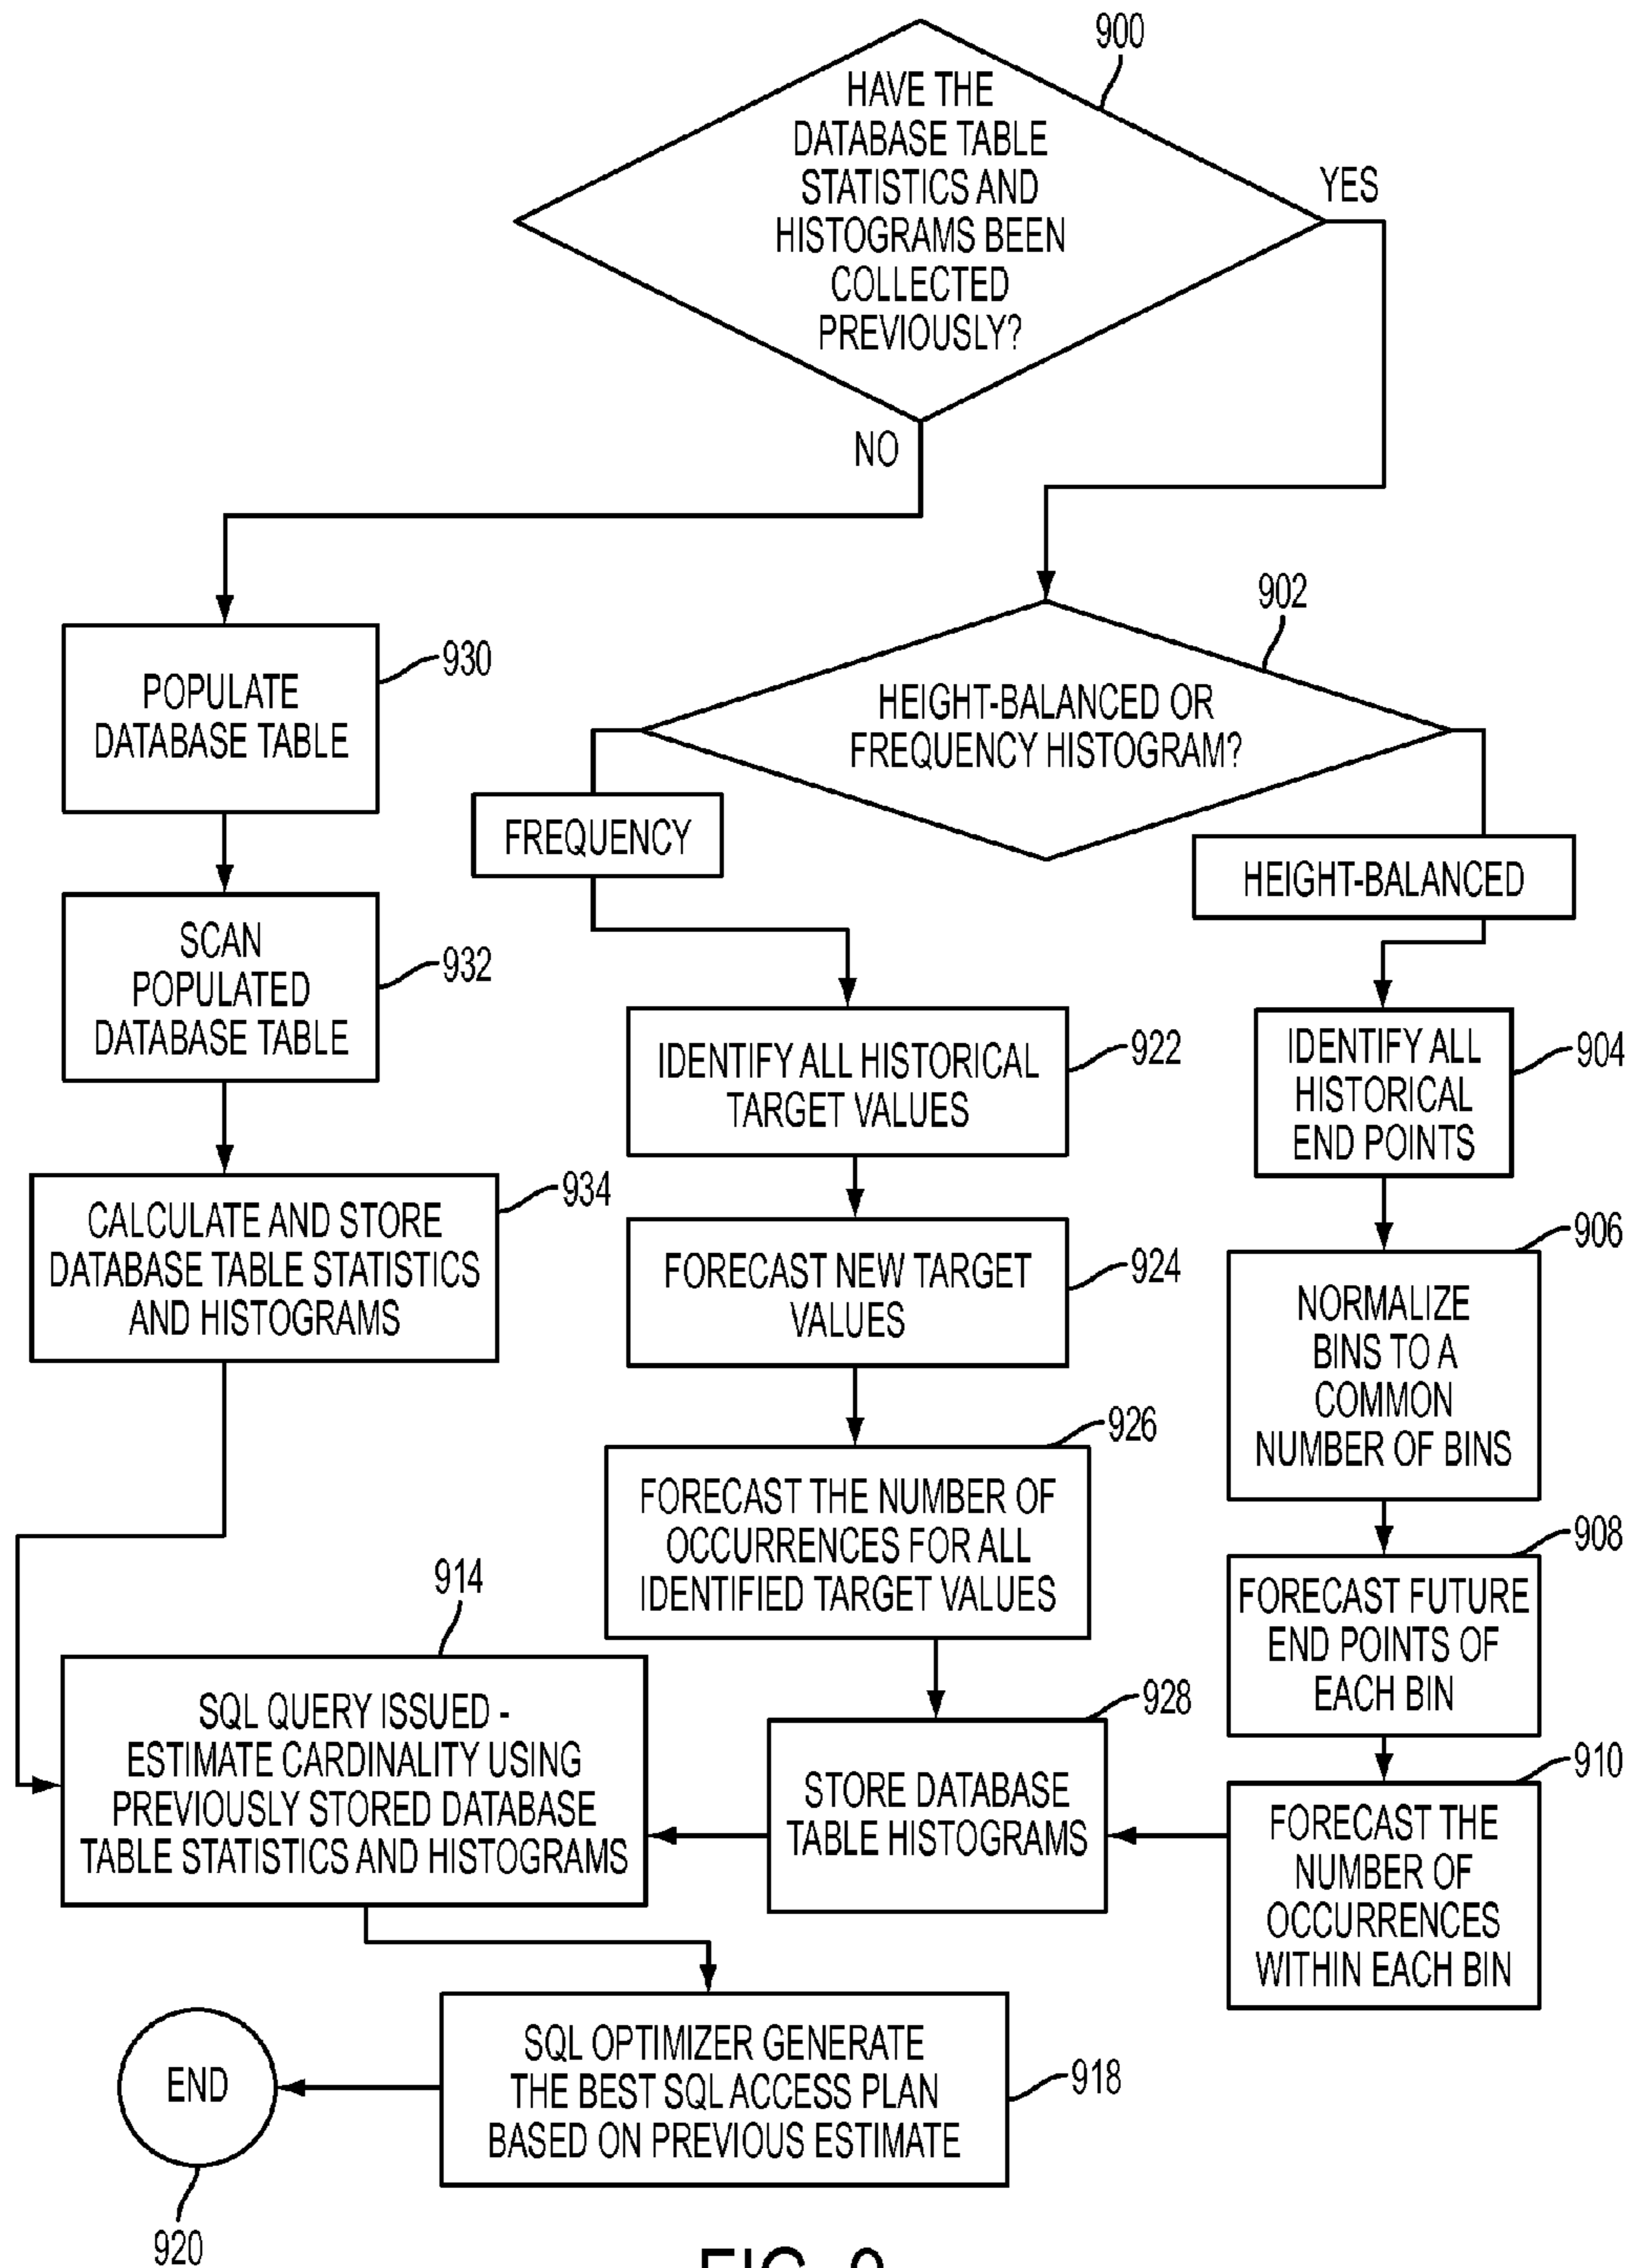 900
HAVE THE
DATABASE TABLE
STATISTICS AND
HISTOGRAMS BEEN
COLLECTED
PREVIOUSLY?
YES
NO
902
HEIGHT-BALANCED OR
FREQUENCY HISTOGRAM?
930
POPULATE
DATABASE TABLE
FREQUENCY
HEIGHT-BALANCED
932
SCAN
POPULATED
DATABASE TABLE
922
IDENTIFY ALL HISTORICAL
TARGET VALUES
904
IDENTIFY ALL
HISTORICAL
END POINTS
934
CALCULATE AND STORE
DATABASE TABLE STATISTICS
AND HISTOGRAMS
924
FORECAST NEW TARGET
VALUES
906
NORMALIZE
BINS TO A
COMMON
NUMBER OF BINS
926
FORECAST THE NUMBER OF
OCCURRENCES FOR ALL
IDENTIFIED TARGET VALUES
908
FORECAST FUTURE
END POINTS OF
EACH BIN
914
SQL QUERY ISSUED -
ESTIMATE CARDINALITY USING
PREVIOUSLY STORED DATABASE
TABLE STATISTICS AND HISTOGRAMS
928
STORE DATABASE
TABLE HISTOGRAMS
910
FORECAST THE
NUMBER OF
OCCURRENCES
WITHIN EACH BIN
918
SQL OPTIMIZER GENERATE
THE BEST SQL ACCESS PLAN
BASED ON PREVIOUS ESTIMATE
END
920
FIG. 9